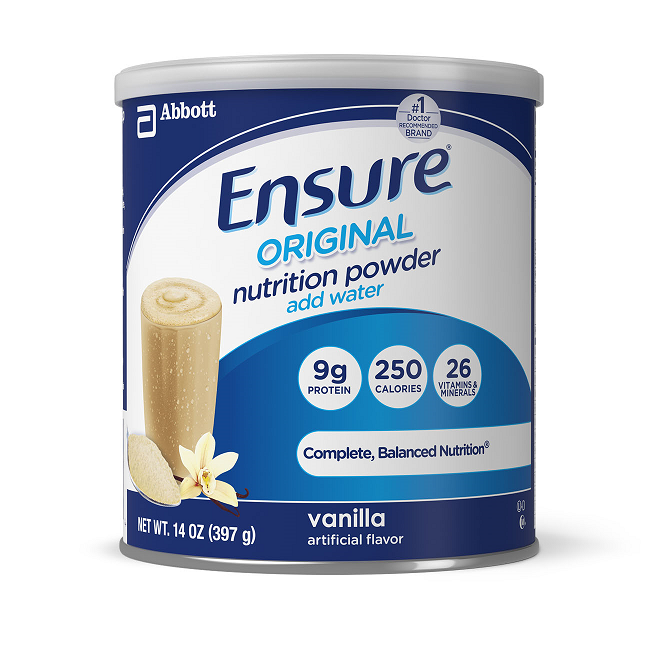 Abbott
#1
Doctor
RECOMMENDED
BRAND
Ensure®
ORIGINAL
nutrition powder
add water
9g
PROTEIN
250
CALORIES
26
VITAMINS &
MINERALS
Complete, Balanced Nutrition®
NET WT. 14 OZ (397 g)
vanilla
artificial flavor